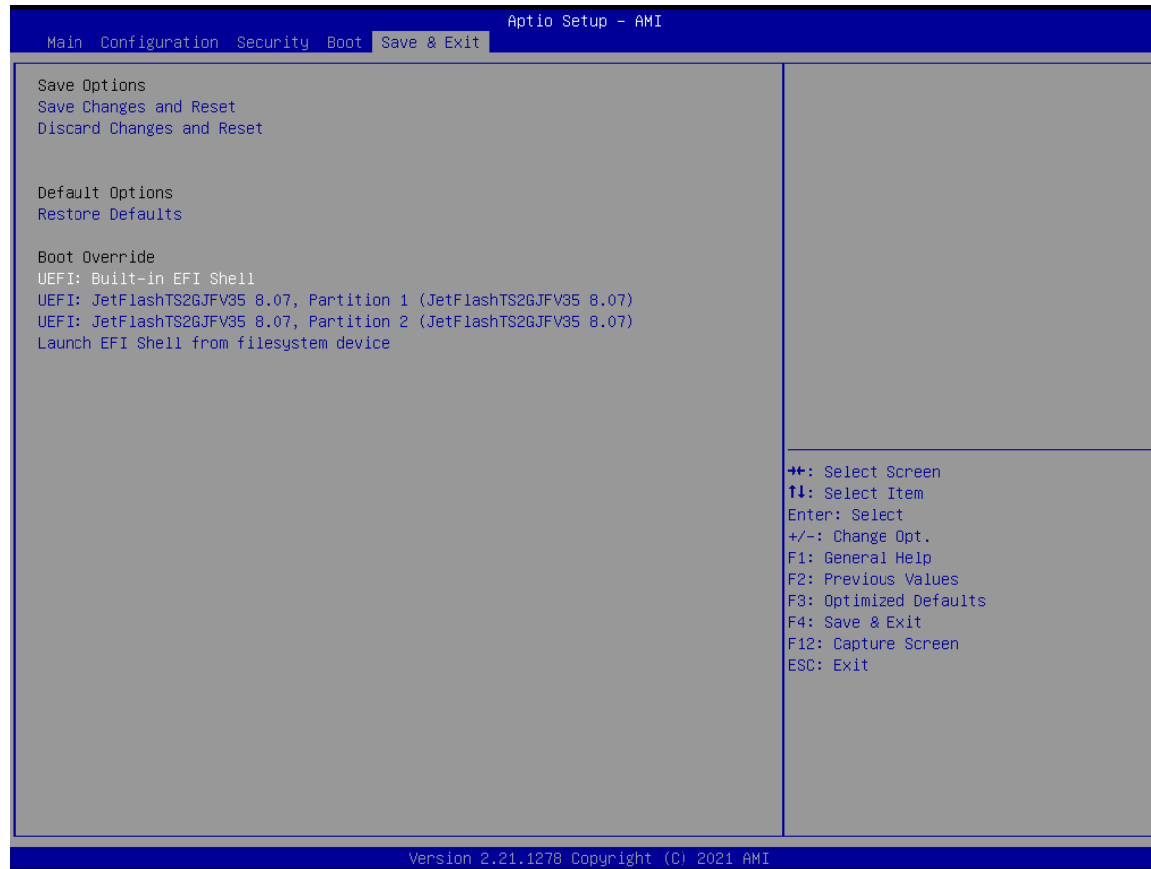 Aptio Setup – AMI
Main Configuration Security Boot Save & Exit
Save Options
Save Changes and Reset
Discard Changes and Reset
Default Options
Restore Defaults
Boot Override
UEFI: Built-in EFI Shell
UEFI: JetFlashTS2GJFV35 8.07, Partition 1 (JetFlashTS2GJFV35 8.07)
UEFI: JetFlashTS2GJFV35 8.07, Partition 2 (JetFlashTS2GJFV35 8.07)
Launch EFI Shell from filesystem device
→←: Select Screen
↑↓: Select Item
Enter: Select
+/-: Change Opt.
F1: General Help
F2: Previous Values
F3: Optimized Defaults
F4: Save & Exit
F12: Capture Screen
ESC: Exit
Version 2.21.1278 Copyright (C) 2021 AMI